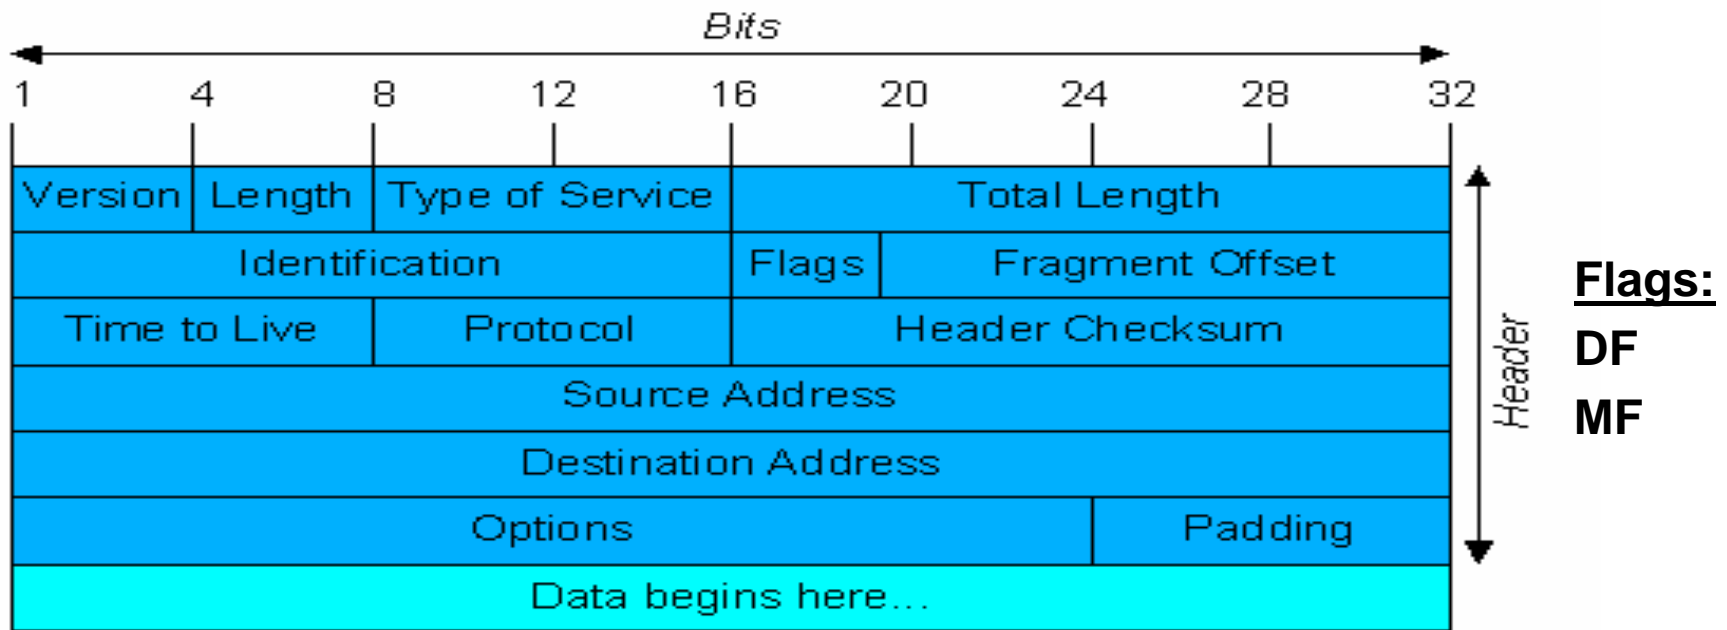 Bits
1 4 8 12 16 20 24 28 32
Version Length Type of Service Total Length
Identification Flags Fragment Offset
Time to Live Protocol Header Checksum
Source Address
Destination Address
Options Padding
Data begins here...
Header
Flags:
DF
MF